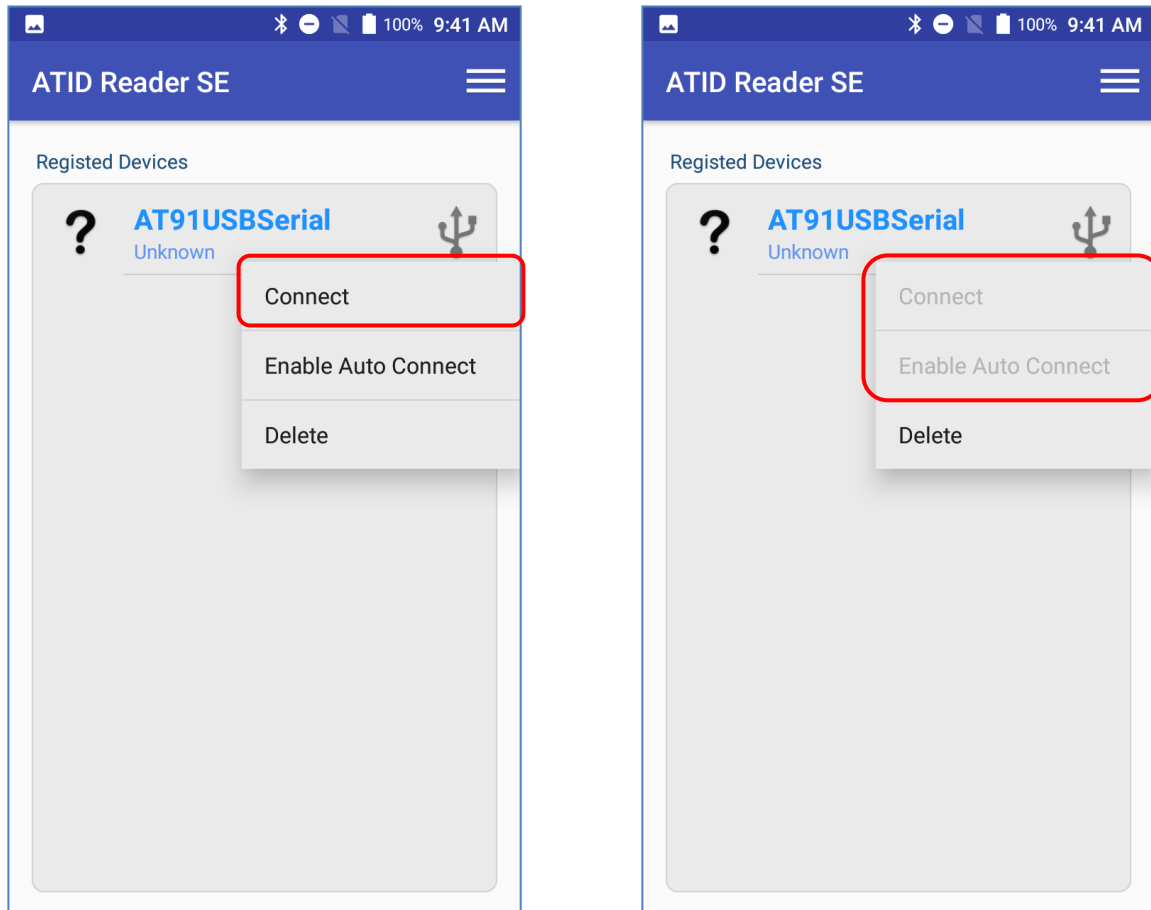 100% 9:41 AM
ATID Reader SE
Registed Devices
?
AT91USBSerial
Unknown
Connect
Enable Auto Connect
Delete
100% 9:41 AM
ATID Reader SE
Registed Devices
?
AT91USBSerial
Unknown
Connect
Enable Auto Connect
Delete